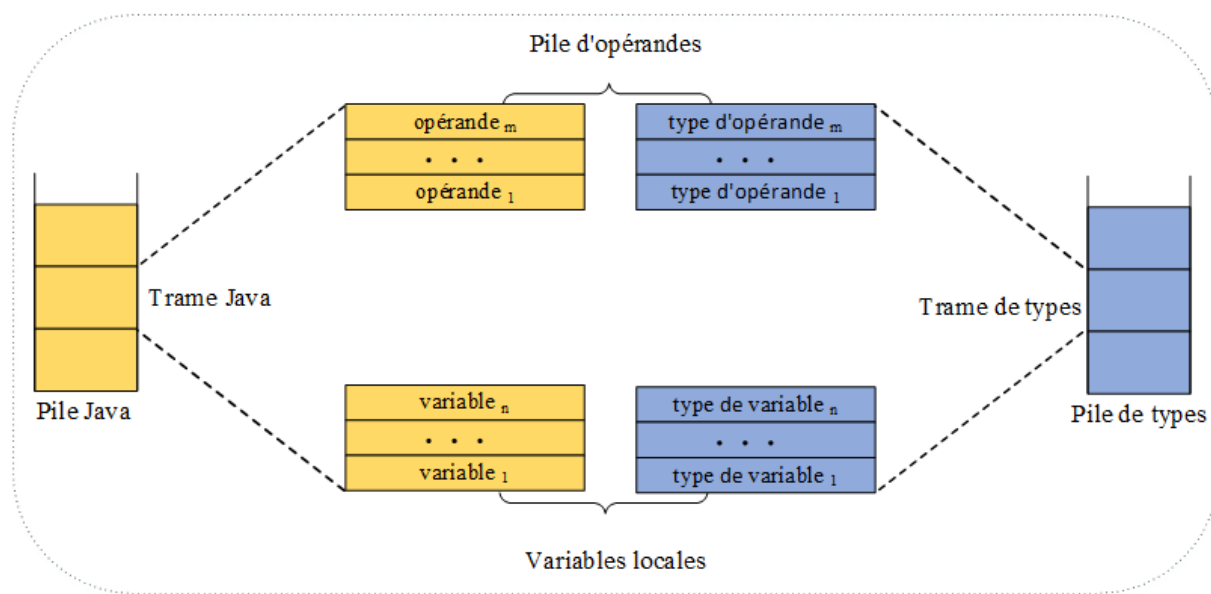 Pile d'opérandes
opérande m
type d'opérande m
. . .
. . .
opérande 1
type d'opérande 1
Trame Java
Trame de types
Pile Java
Pile de types
variable n
type de variable n
. . .
. . .
variable 1
type de variable 1
Variables locales